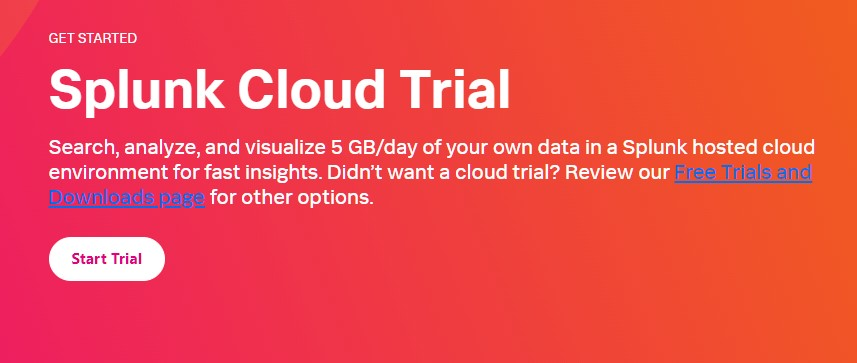 GET STARTED
Splunk Cloud Trial
Search, analyze, and visualize 5 GB/day of your own data in a Splunk hosted cloud
environment for fast insights. Didn’t want a cloud trial? Review our Free Trials and
Downloads page for other options.
Start Trial